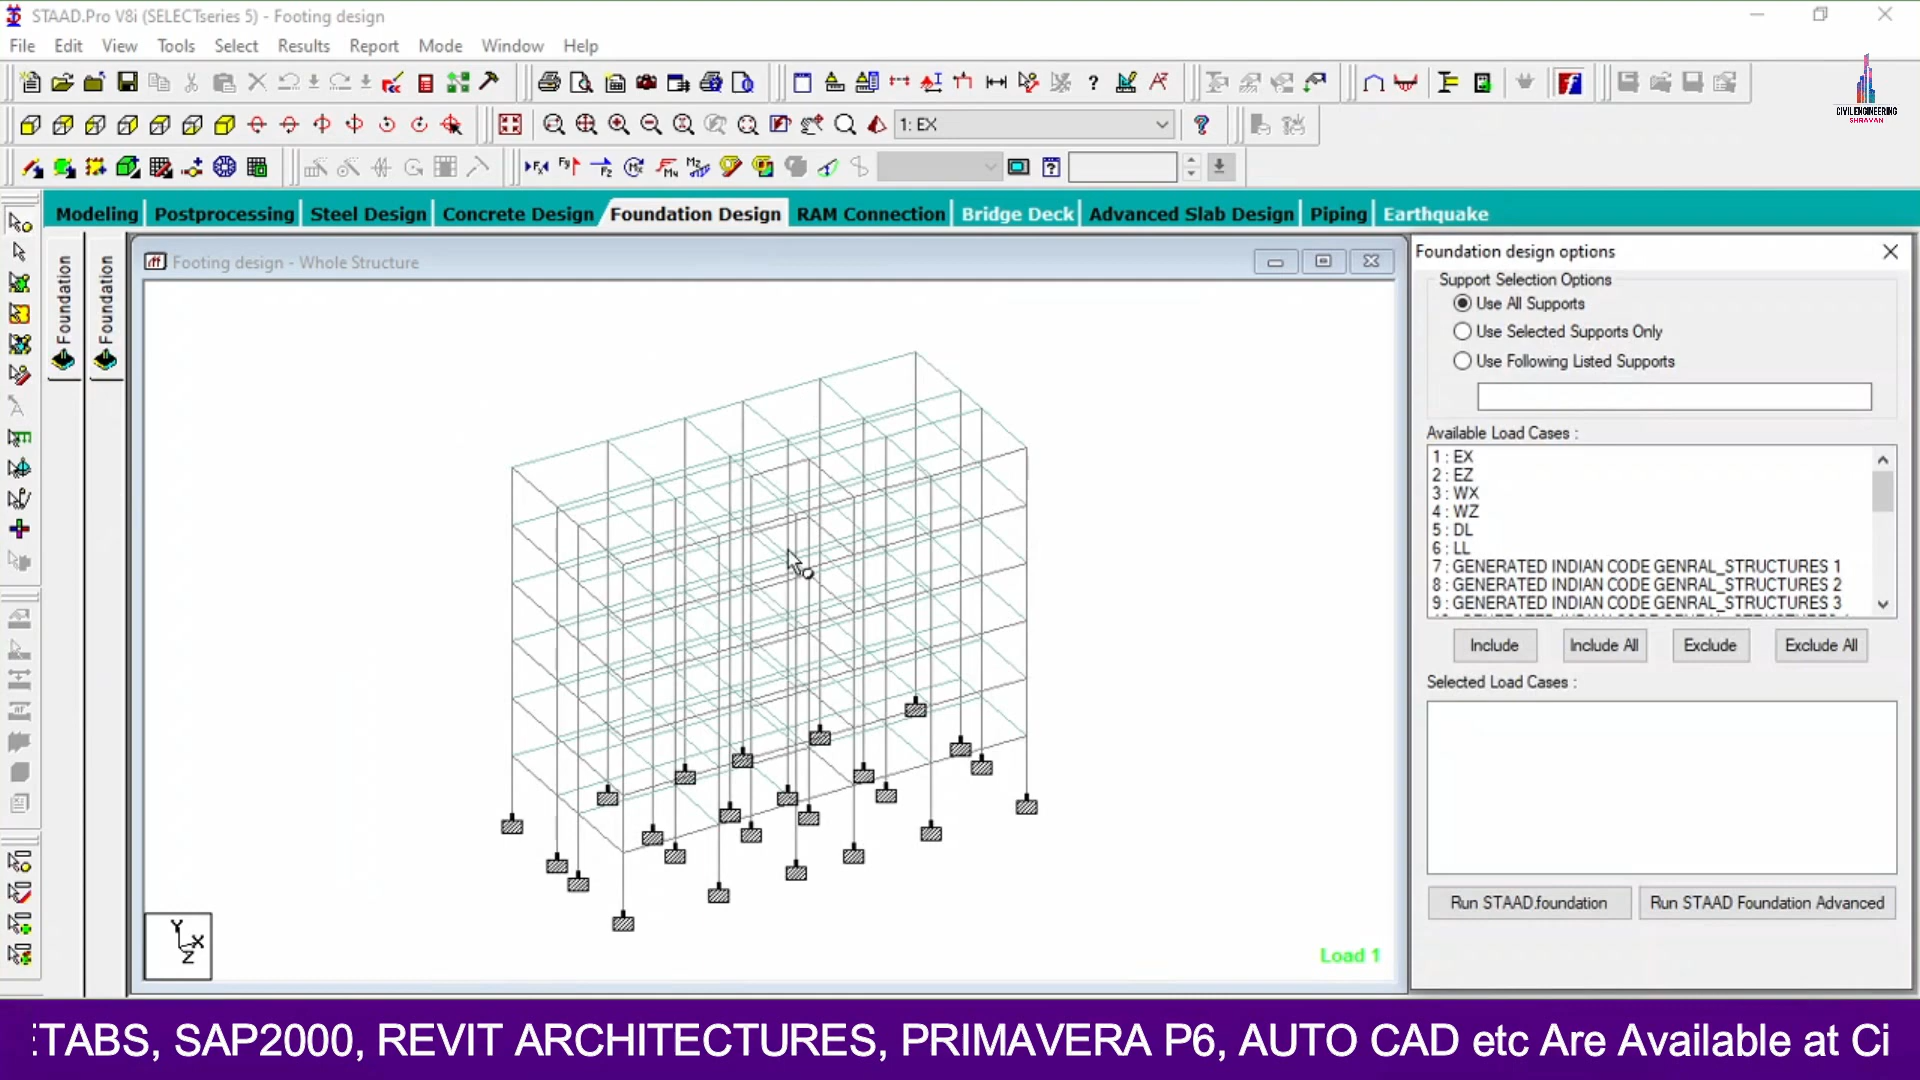 STAAD.Pro V8i (SELECTseries 5) - Footing design
File Edit View Tools Select Results Report Mode Window Help
CIVILENGINEERING
SHRAVAN
1: EX
Modeling Postprocessing Steel Design Concrete Design Foundation Design RAM Connection Bridge Deck Advanced Slab Design Piping Earthquake
Foundation
Foundation
Footing design - Whole Structure
Y
X
Z
Load 1
Foundation design options
Support Selection Options
Use All Supports
Use Selected Supports Only
Use Following Listed Supports
Available Load Cases :
1 : EX
2 : EZ
3 : WX
4 : WZ
5 : DL
6 : LL
7 : GENERATED INDIAN CODE GENRAL_STRUCTURES 1
8 : GENERATED INDIAN CODE GENRAL_STRUCTURES 2
9 : GENERATED INDIAN CODE GENRAL_STRUCTURES 3
Include Include All Exclude Exclude All
Selected Load Cases :
Run STAAD.foundation Run STAAD Foundation Advanced
ETABS, SAP2000, REVIT ARCHITECTURES, PRIMAVERA P6, AUTO CAD etc Are Available at Ci